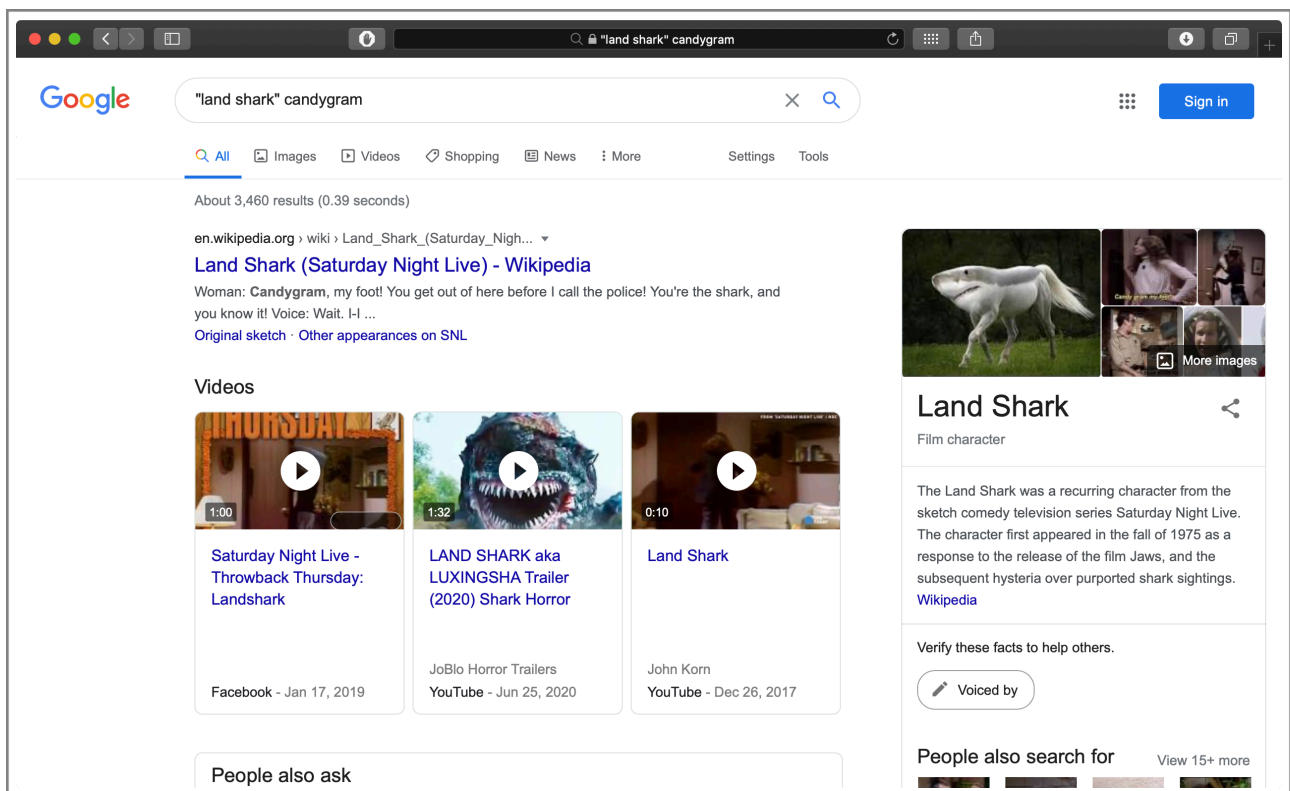 "land shark" candygram
Google
"land shark" candygram
Sign in
All
Images
Videos
Shopping
News
More
Settings
Tools
About 3,460 results (0.39 seconds)
en.wikipedia.org › wiki › Land_Shark_(Saturday_Nigh...
Land Shark (Saturday Night Live) - Wikipedia
Woman: Candygram, my foot! You get out of here before I call the police! You're the shark, and
you know it! Voice: Wait. I-I ...
Original sketch · Other appearances on SNL
Videos
THURSDAY
1:00
Saturday Night Live -
Throwback Thursday:
Landshark
Facebook - Jan 17, 2019
1:32
LAND SHARK aka
LUXINGSHA Trailer
(2020) Shark Horror
JoBlo Horror Trailers
YouTube - Jun 25, 2020
FROM 'SATURDAY NIGHT LIVE'
0:10
Land Shark
John Korn
YouTube - Dec 26, 2017
People also ask
Candy gram my foot!
More images
Land Shark
Film character
The Land Shark was a recurring character from the
sketch comedy television series Saturday Night Live.
The character first appeared in the fall of 1975 as a
response to the release of the film Jaws, and the
subsequent hysteria over purported shark sightings.
Wikipedia
Verify these facts to help others.
Voiced by
People also search for
View 15+ more